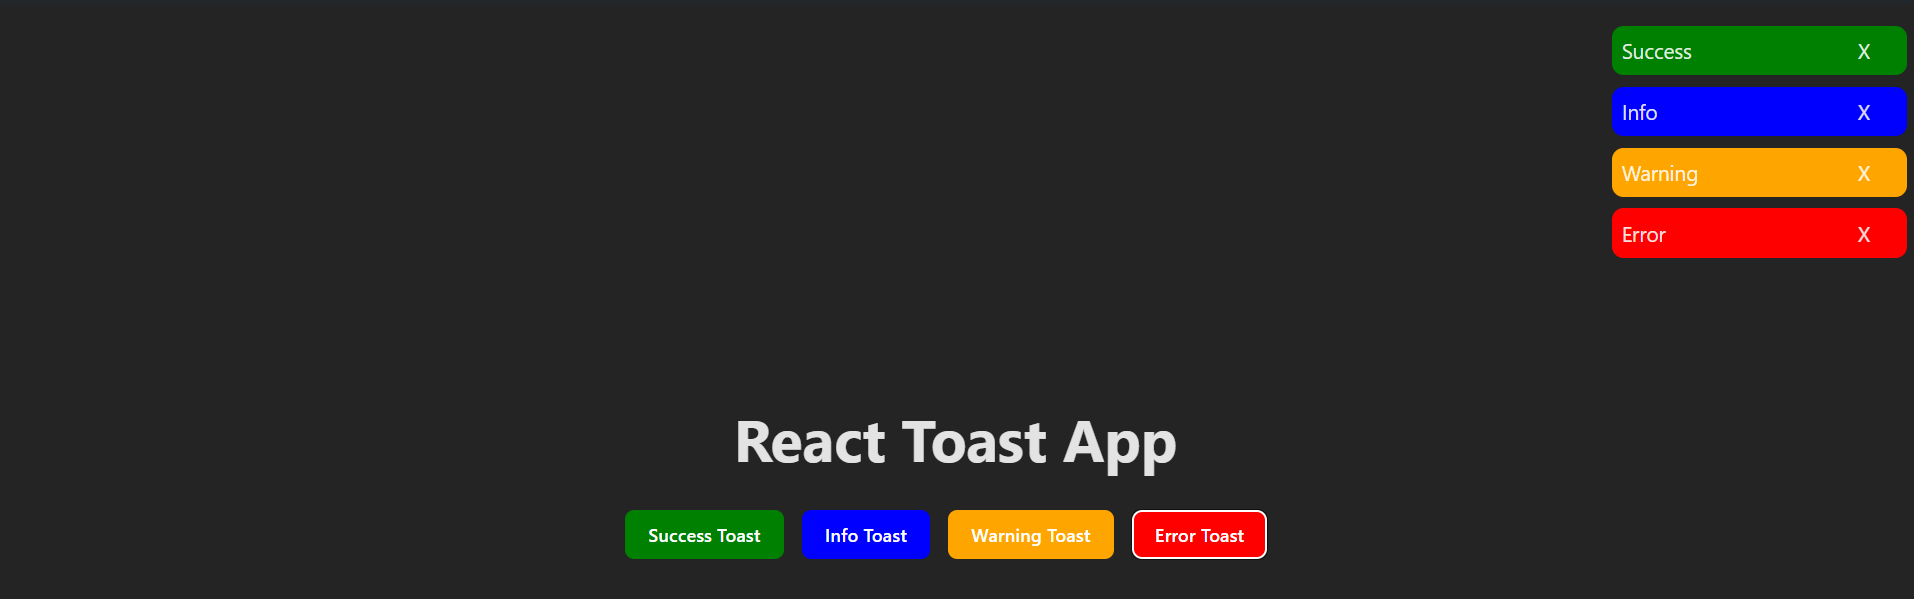 Success X
Info X
Warning X
Error X
React Toast App
Success Toast Info Toast Warning Toast Error Toast